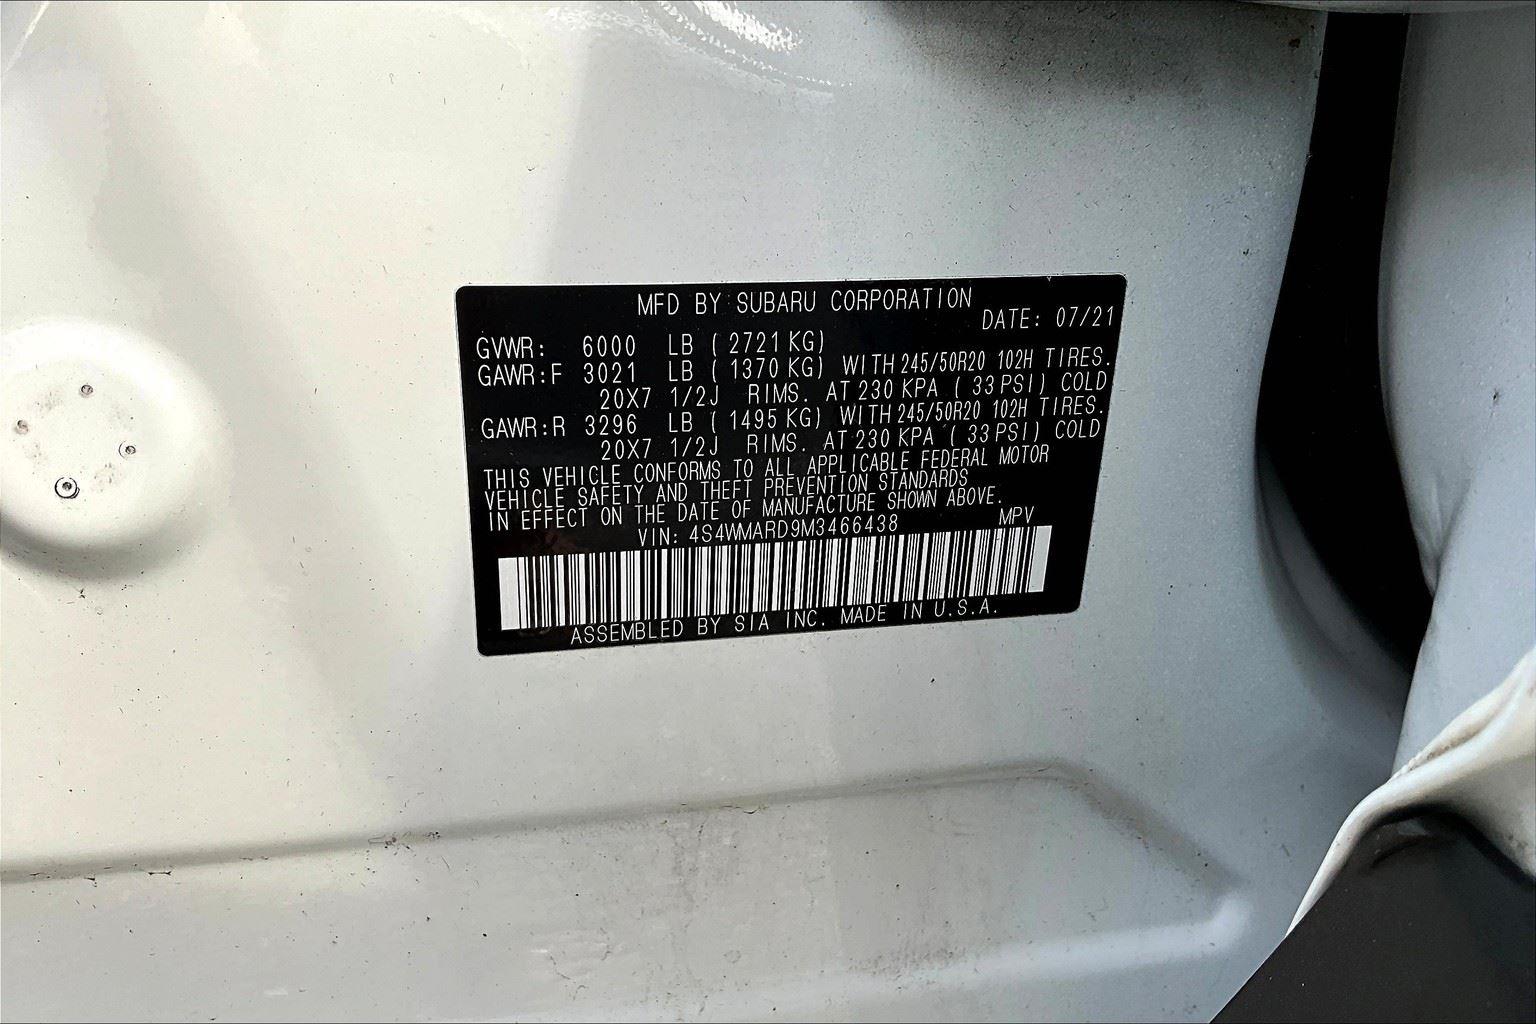 MFD BY SUBARU CORPORATION
DATE: 07/21
GVWR: 6000 LB ( 2721 KG)
GAWR:F 3021 LB ( 1370 KG) WITH 245/50R20 102H TIRES.
20X7 1/2J RIMS. AT 230 KPA ( 33 PSI) COLD
GAWR:R 3296 LB ( 1495 KG) WITH 245/50R20 102H TIRES.
20X7 1/2J RIMS. AT 230 KPA ( 33 PSI) COLD
THIS VEHICLE CONFORMS TO ALL APPLICABLE FEDERAL MOTOR
VEHICLE SAFETY AND THEFT PREVENTION STANDARDS
IN EFFECT ON THE DATE OF MANUFACTURE SHOWN ABOVE.
VIN: 4S4WMARD9M3466438 MPV
ASSEMBLED BY SIA INC. MADE IN U.S.A.